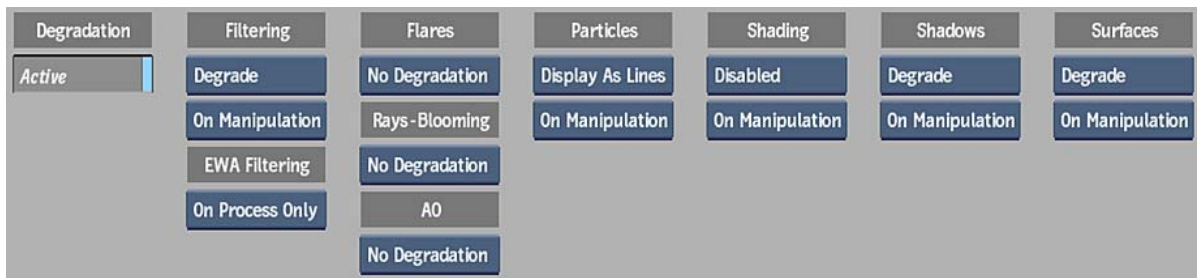 Degradation
Active
Filtering
Degrade
On Manipulation
EWA Filtering
On Process Only
Flares
No Degradation
Rays-Blooming
No Degradation
AO
No Degradation
Particles
Display As Lines
On Manipulation
Shading
Disabled
On Manipulation
Shadows
Degrade
On Manipulation
Surfaces
Degrade
On Manipulation